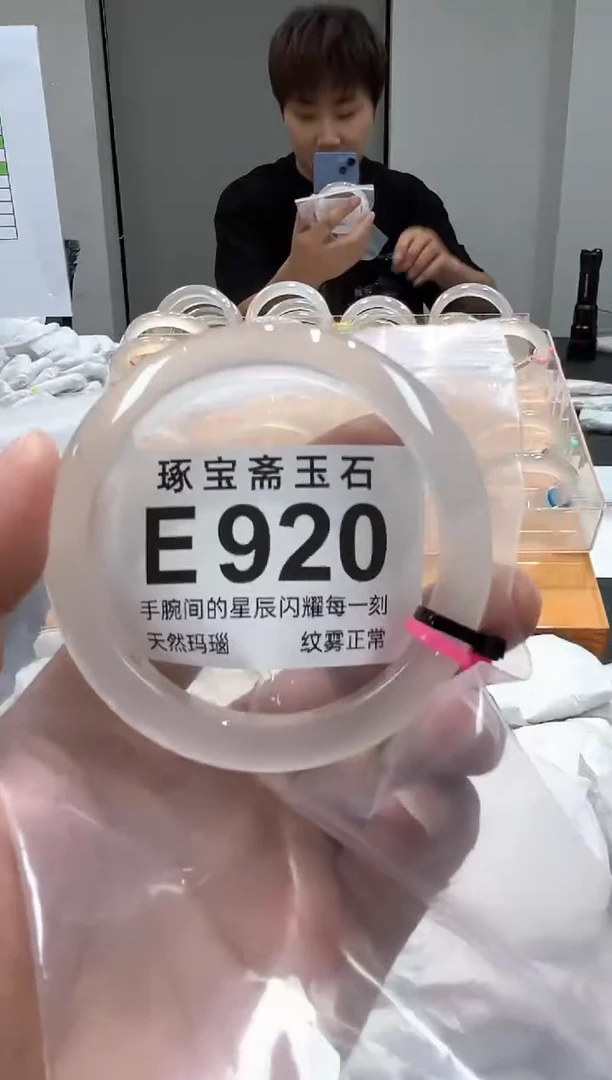 琢宝斋玉石
E920
手腕间的星辰闪耀每一刻
天然玛瑙 纹雾正常